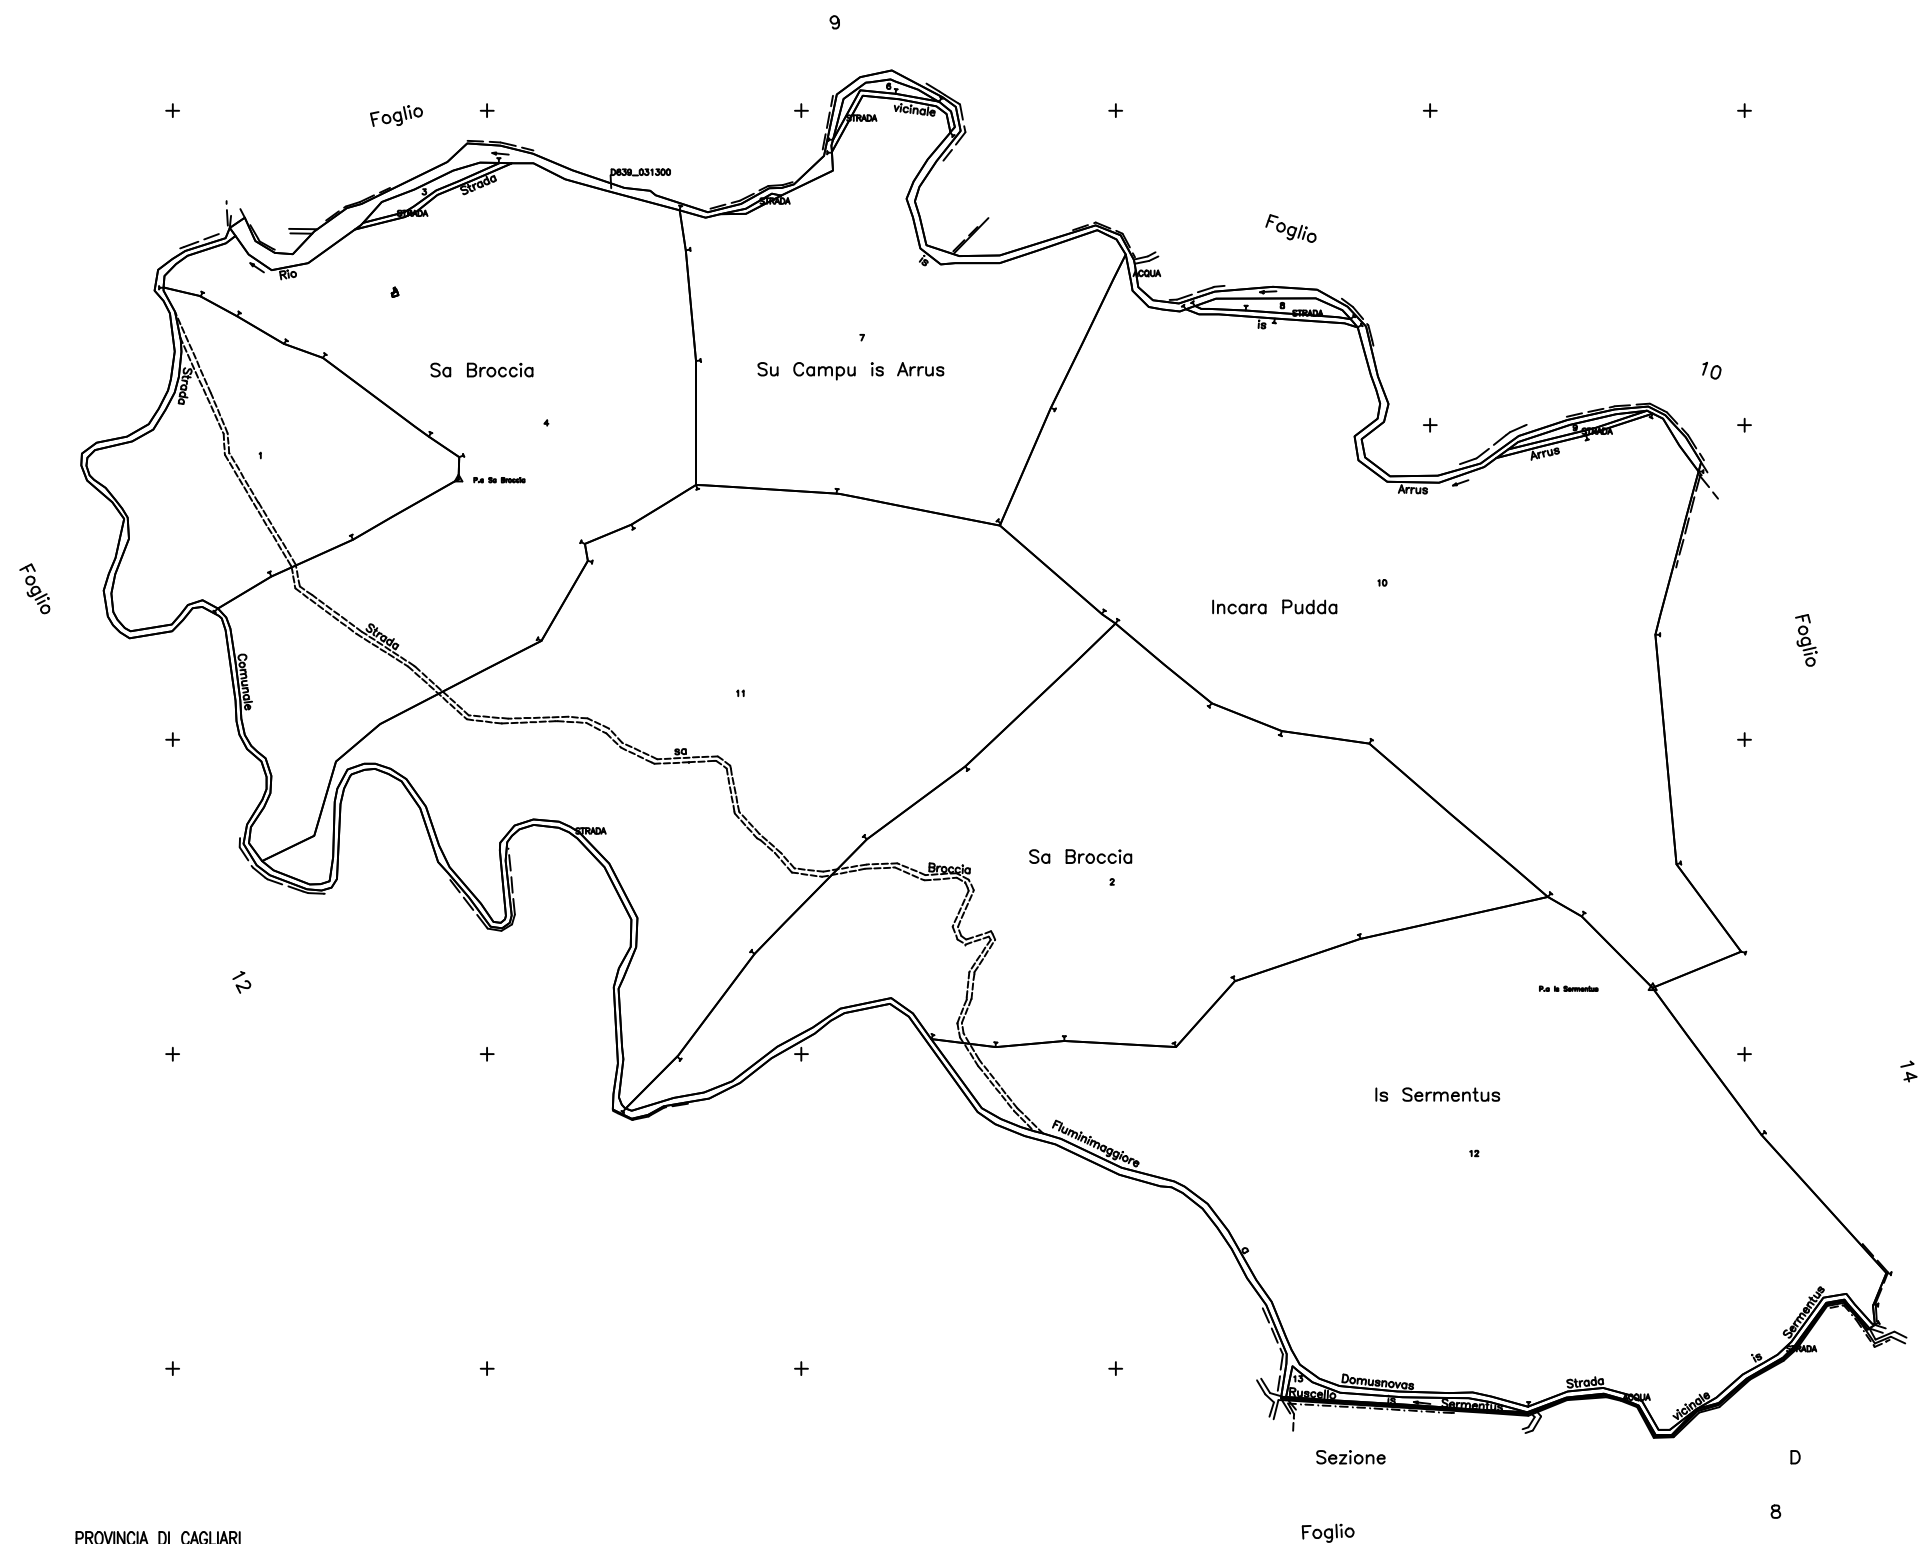 9
Foglio
6
vicinale
STRADA
D639_031300
3
Strada
STRADA
STRADA
Foglio
is
Rio
ACQUA
8
STRADA
is
7
Sa Broccia
Su Campu is Arrus
10
Strada
4
1
9
STRADA
Arrus
P.a Sa Broccia
Arrus
Foglio
10
Incara Pudda
Strada
Foglio
Comunale
11
sa
STRADA
Sa Broccia
Broccia
2
12
P.a Is Sermentus
14
Is Sermentus
Fluminimaggiore
12
a
Sermentus
is
STRADA
13
Domusnovas
Strada
Ruscello
is
Sermentus
ACQUA
vicinale
Sezione
D
8
Foglio
PROVINCIA DI CAGLIARI